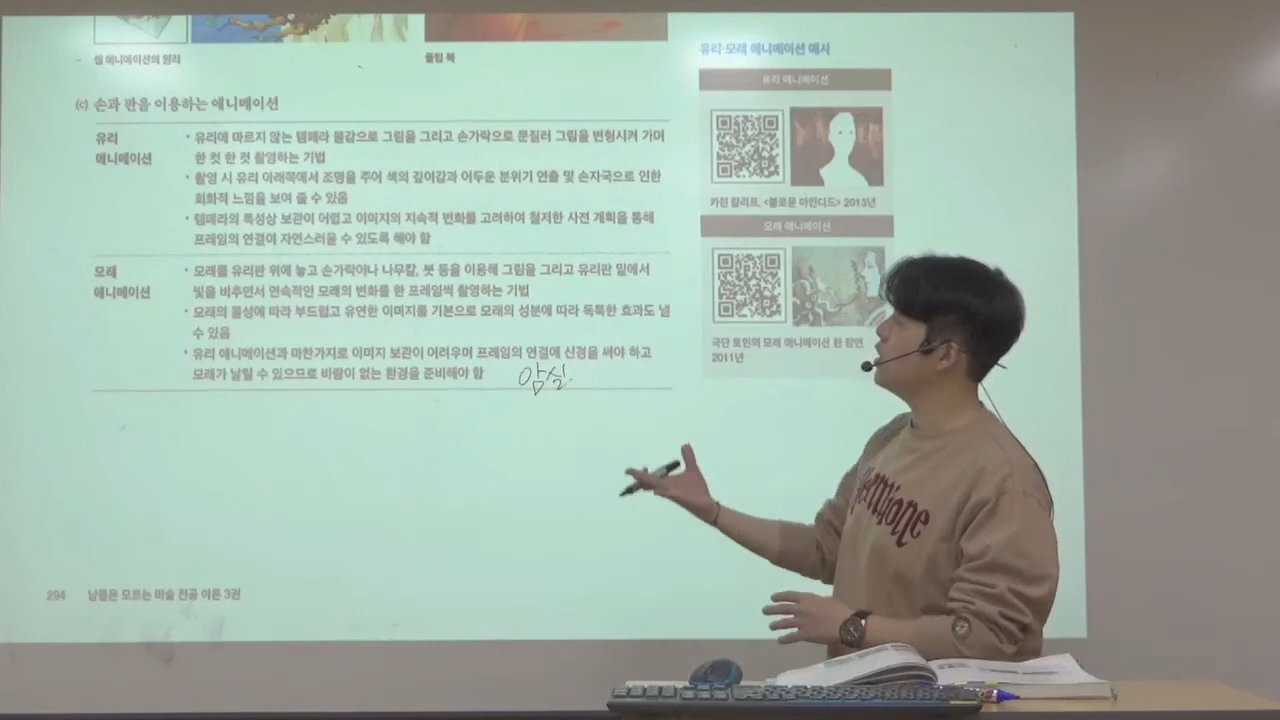 셀 애니메이션의 원리
플립 북
(c) 손과 판을 이용하는 애니메이션
유리
애니메이션
• 유리에 마르지 않는 템페라 물감으로 그림을 그리고 손가락으로 문질러 그림을 변형시켜 가며
한 컷 한 컷 촬영하는 기법
• 촬영 시 유리 아래쪽에서 조명을 주어 색의 깊이감과 어두운 분위기 연출 및 손자국으로 인한
회화적 느낌을 보여 줄 수 있음
• 템페라의 특성상 보관이 어렵고 이미지의 지속적 변화를 고려하여 철저한 사전 계획을 통해
프레임의 연결이 자연스러울 수 있도록 해야 함
모래
애니메이션
• 모래를 유리판 위에 놓고 손가락이나 나무칼, 붓 등을 이용해 그림을 그리고 유리판 밑에서
빛을 비추면서 연속적인 모래의 변화를 한 프레임씩 촬영하는 기법
• 모래의 물성에 따라 부드럽고 유연한 이미지를 기본으로 모래의 성분에 따라 독특한 효과도 낼
수 있음
• 유리 애니메이션과 마찬가지로 이미지 보관이 어려우며 프레임의 연결에 신경을 써야 하고
모래가 날릴 수 있으므로 바람이 없는 환경을 준비해야 함
암실.
유리·모래 애니메이션 예시
유리 애니메이션
카린 칼리프, <불로운 마인디드> 2013년
모래 애니메이션
극단 토인의 모래 애니메이션 한 장면
2011년
Hermione
294 남들은 모르는 미술 전공 이론 3권